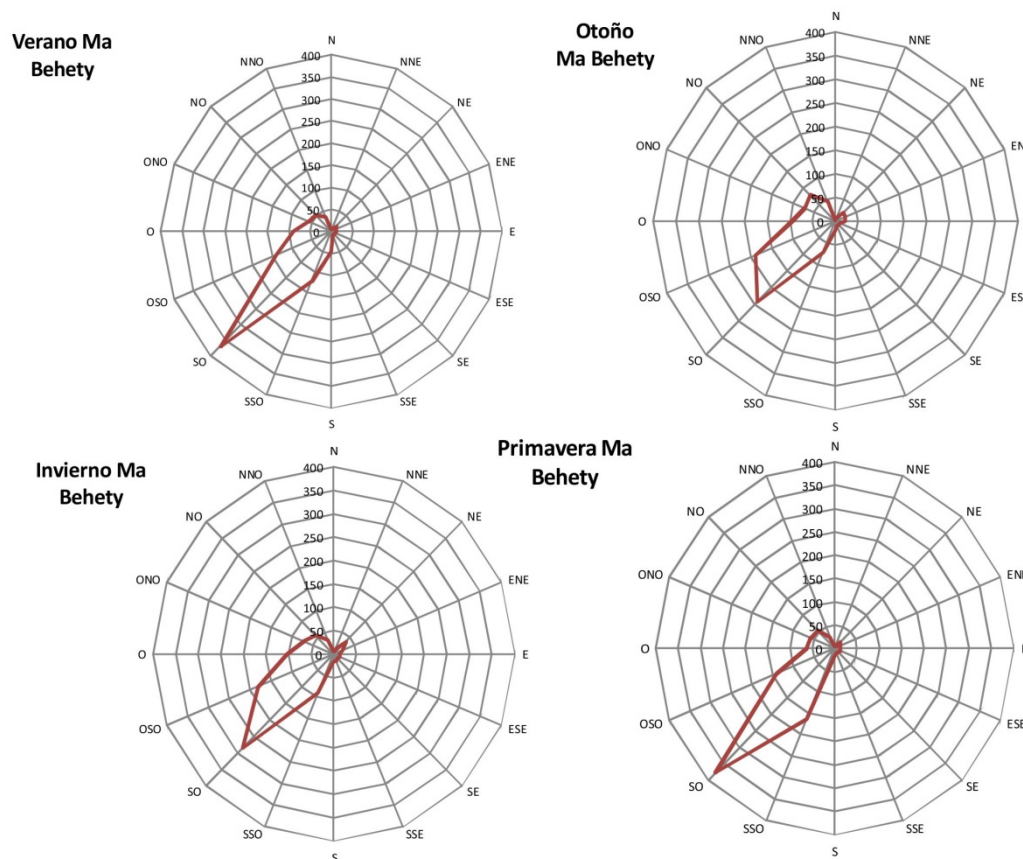 Verano Ma
Behety
N
NNE
NE
ENE
E
ESE
SE
SSE
S
SSO
SO
OSO
O
ONO
NO
NNO
400
350
300
250
200
150
100
50
0
Otoño
Ma Behety
N
NNE
NE
EN
E
ES
SE
SSE
S
SSO
SO
OSO
O
ONO
NO
NNO
400
350
300
250
200
150
100
50
0
Invierno Ma
Behety
N
NNE
NE
ENE
E
ESE
SE
SSE
S
SSO
SO
OSO
O
ONO
NO
NNO
400
350
300
250
200
150
100
50
0
Primavera Ma
Behety
N
NNE
NE
ENE
ESE
SE
SSE
S
SSO
SO
OSO
O
ONO
NO
NNO
400
350
300
250
200
150
100
50
0